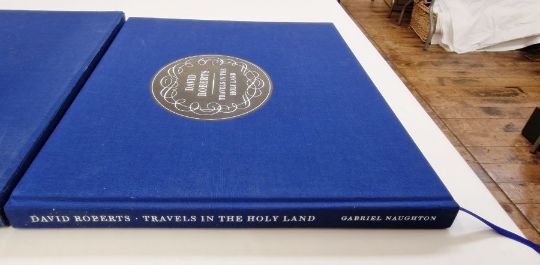 DAVID
ROBERTS
TRAVELS IN THE
HOLY LAND
DAVID ROBERTS · TRAVELS IN THE HOLY LAND GABRIEL NAUGHTON